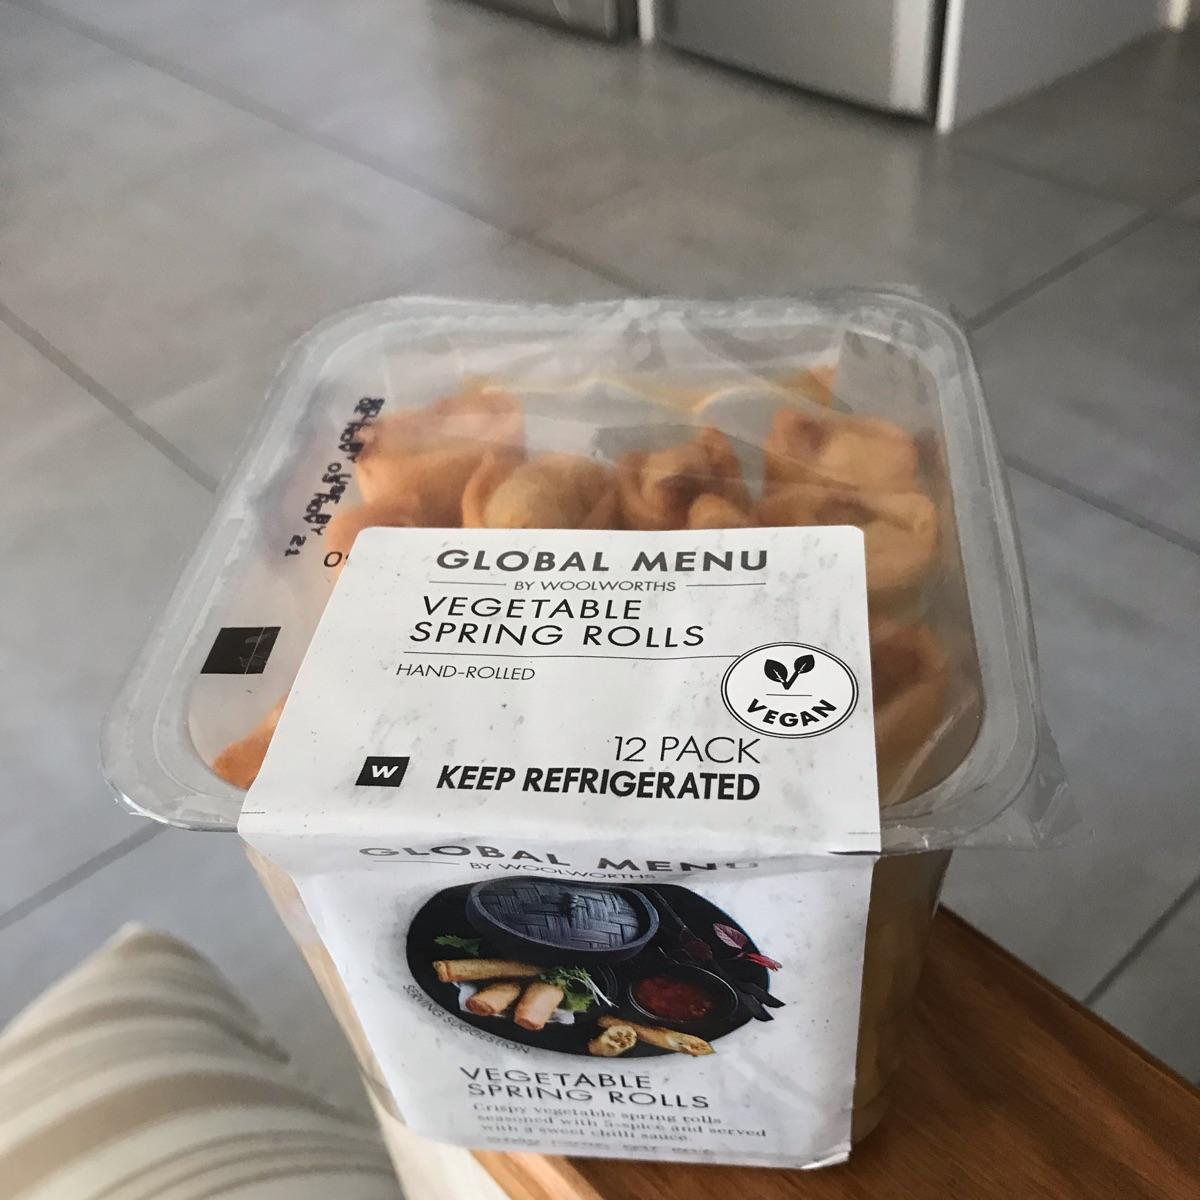 GLOBAL MENU
BY WOOLWORTHS
VEGETABLE
SPRING ROLLS
HAND-ROLLED
VEGAN
12 PACK
W
KEEP REFRIGERATED
GLOBAL MENU
BY WOOLWORTHS
SERVING SUGGESTION
VEGETABLE
SPRING ROLLS
Crispy vegetable spring rolls
seasoned with 5-spice and served
with a sweet chilli sauce.